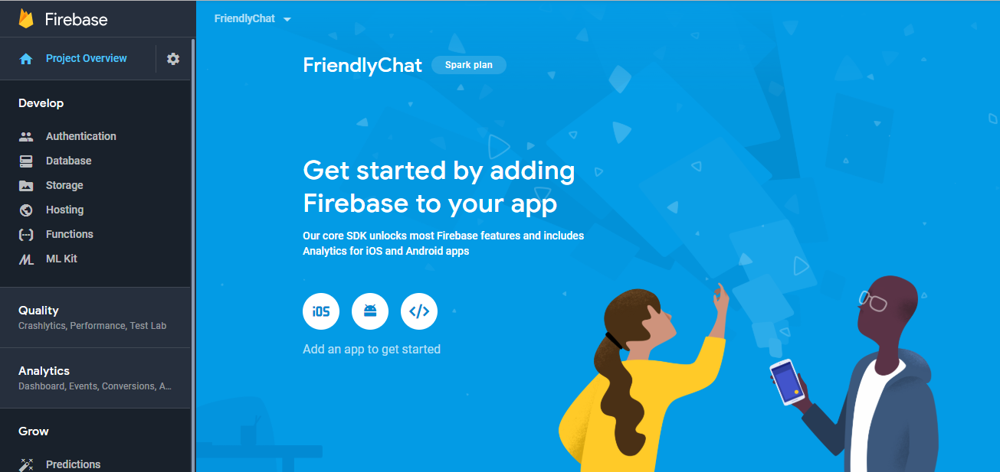 Firebase
Project Overview
Develop
Authentication
Database
Storage
Hosting
Functions
ML Kit
Quality
Crashlytics, Performance, Test Lab
Analytics
Dashboard, Events, Conversions, A...
Grow
Predictions
FriendlyChat
FriendlyChat Spark plan
Get started by adding
Firebase to your app
Our core SDK unlocks most Firebase features and includes
Analytics for iOS and Android apps
iOS
Add an app to get started